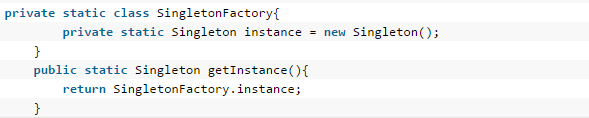 private static class SingletonFactory{
        private static Singleton instance = new Singleton();
    }
    public static Singleton getInstance(){
        return SingletonFactory.instance;
    }